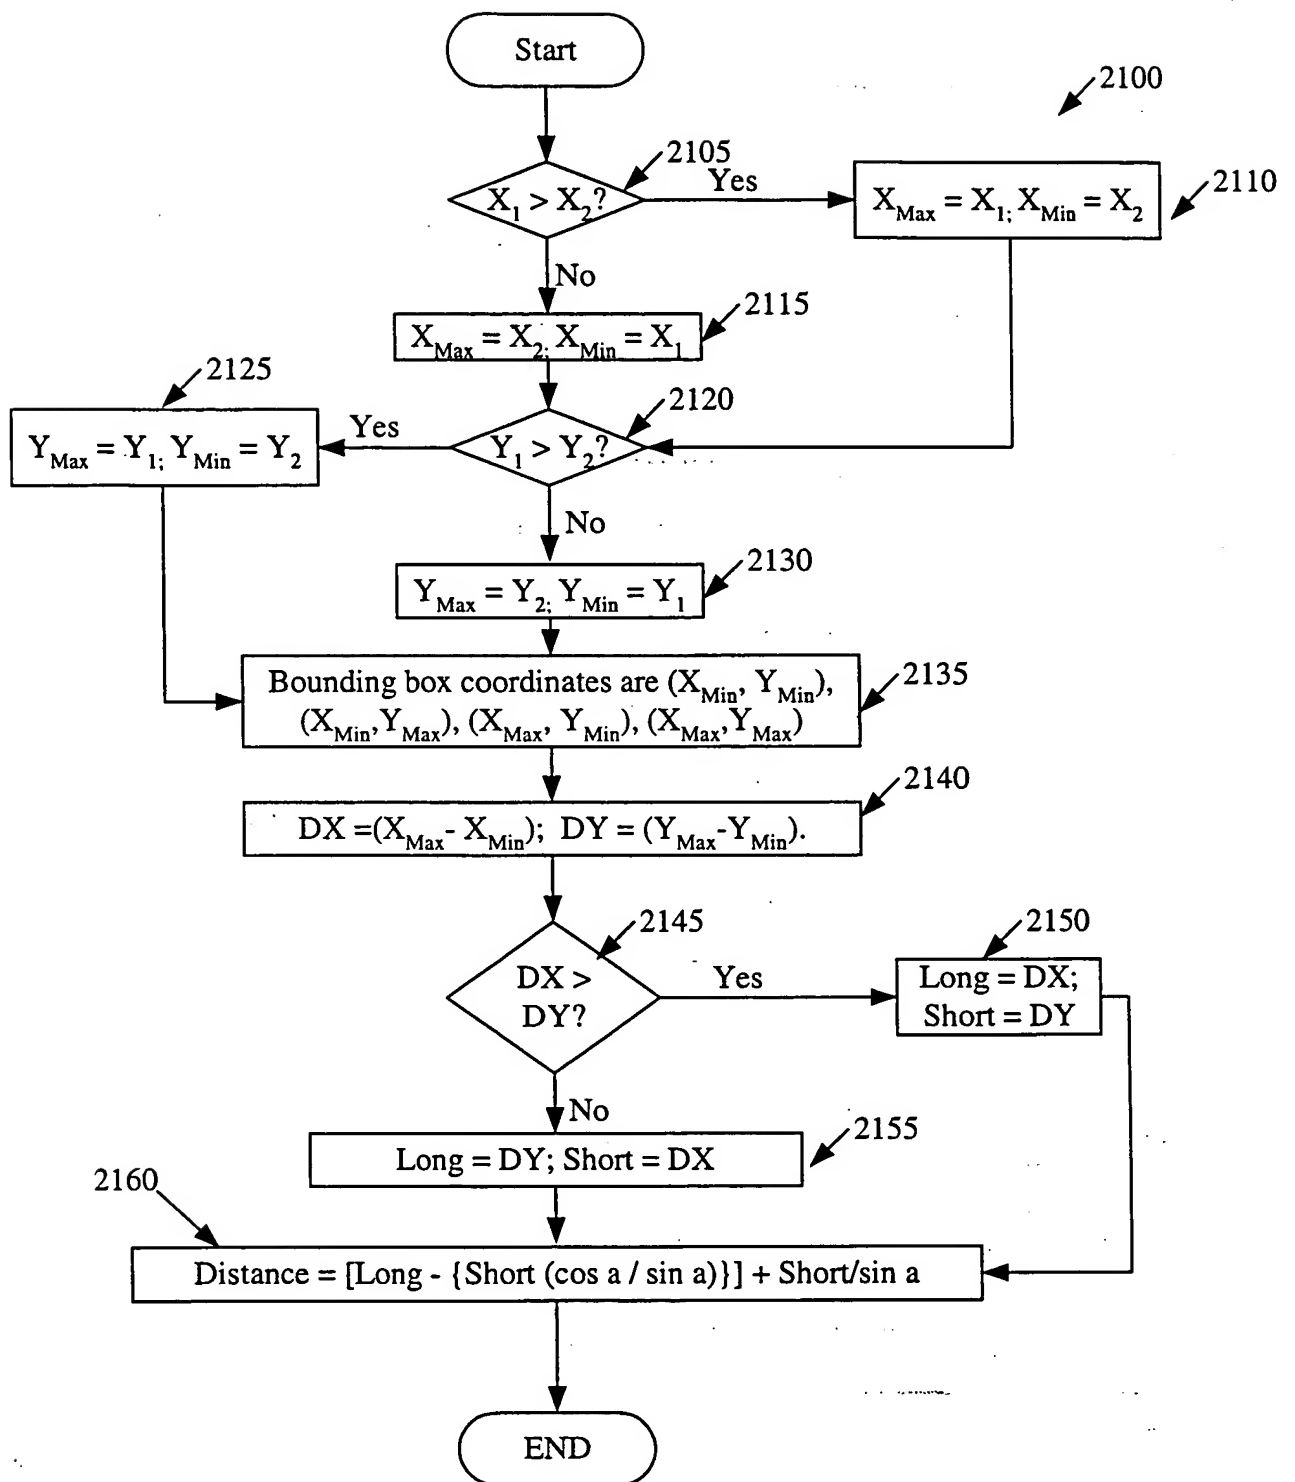 Start
2100
2105
X1 > X2?
Yes
XMax = X1; XMin = X2
2110
No
2115
XMax = X2; XMin = X1
2125
2120
YMax = Y1; YMin = Y2
Yes
Y1 > Y2?
No
2130
YMax = Y2; YMin = Y1
Bounding box coordinates are (XMin, YMin),
(XMin,YMax), (XMax, YMin), (XMax,YMax)
2135
2140
DX =(XMax- XMin); DY = (YMax-YMin).
2145
2150
DX >
DY?
Yes
Long = DX;
Short = DY
No
2155
Long = DY; Short = DX
2160
Distance = [Long - {Short (cos a / sin a)}] + Short/sin a
END